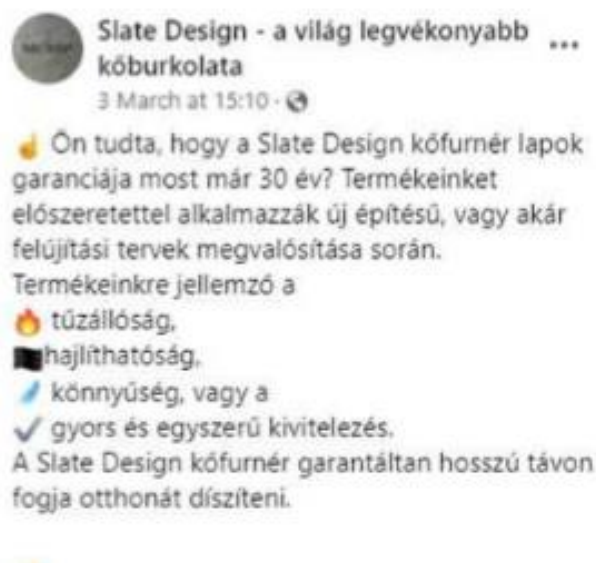 Slate Design - a világ legvékonyabb
kőburkolata
3 March at 15:10 ·
☝ Ön tudta, hogy a Slate Design kőfurnér lapok
garanciája most már 30 év? Termékeinket
előszeretettel alkalmazzák új építésű, vagy akár
felújítási tervek megvalósítása során.
Termékeinkre jellemző a
🔥 tűzállóság,
🏴hajlíthatóság,
könnyűség, vagy a
✔ gyors és egyszerű kivitelezés.
A Slate Design kőfurnér garantáltan hosszú távon
fogja otthonát díszíteni.